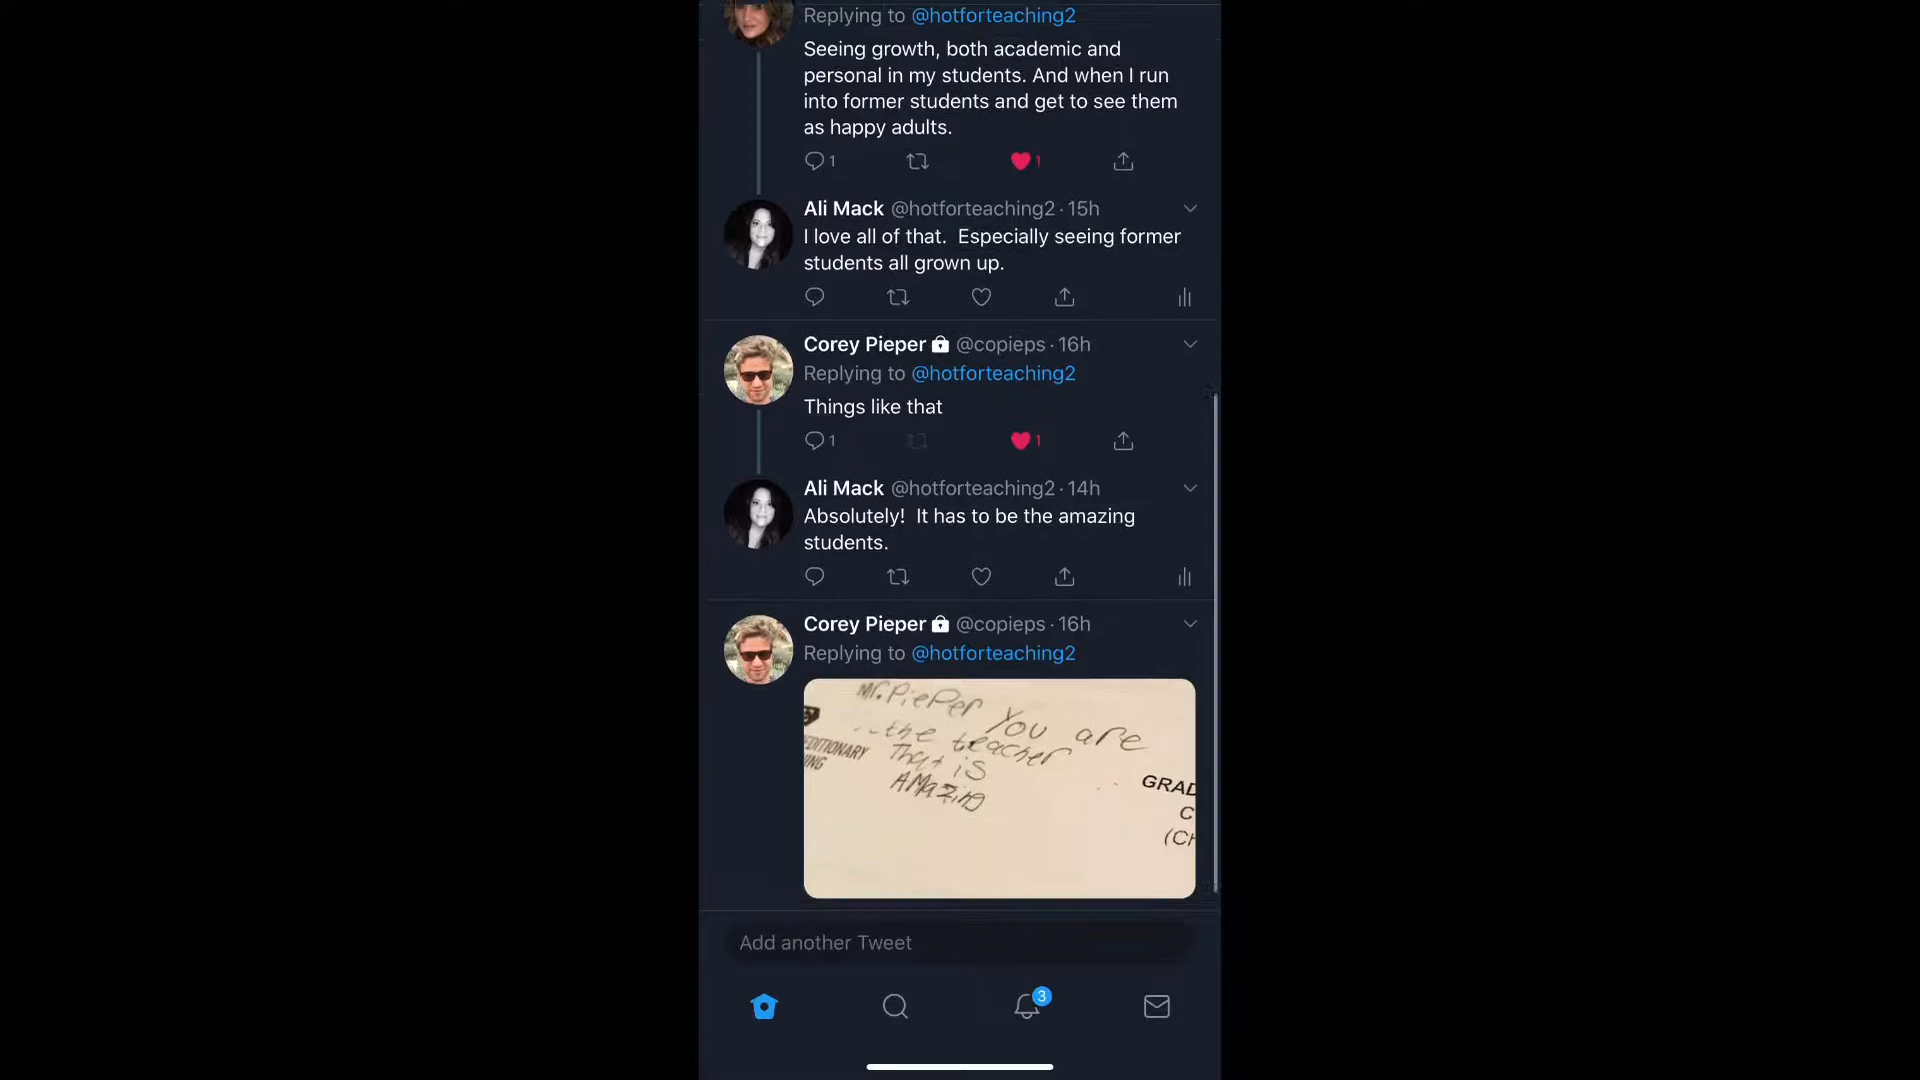 Replying to @hotforteaching2
Seeing growth, both academic and
personal in my students. And when I run
into former students and get to see them
as happy adults.
1
1
Ali Mack @hotforteaching2 · 15h
I love all of that.  Especially seeing former
students all grown up.
Corey Pieper @copieps · 16h
Replying to @hotforteaching2
Things like that
1
1
Ali Mack @hotforteaching2 · 14h
Absolutely!  It has to be the amazing
students.
Corey Pieper @copieps · 16h
Replying to @hotforteaching2
Mr. PiePer You are
the teacher
That is
AMazing
EDITIONARY
ING
GRAD
C
(CH
Add another Tweet
3